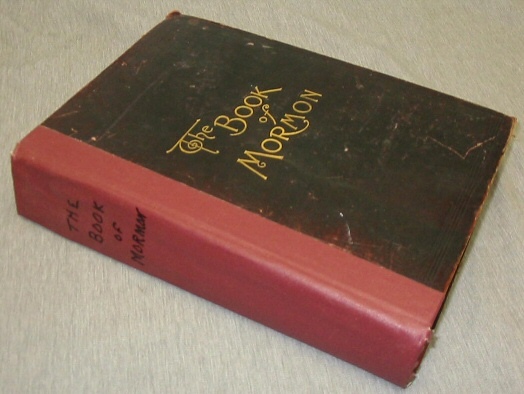 The Book
of
Mormon
THE
BOOK
OF
MORMON